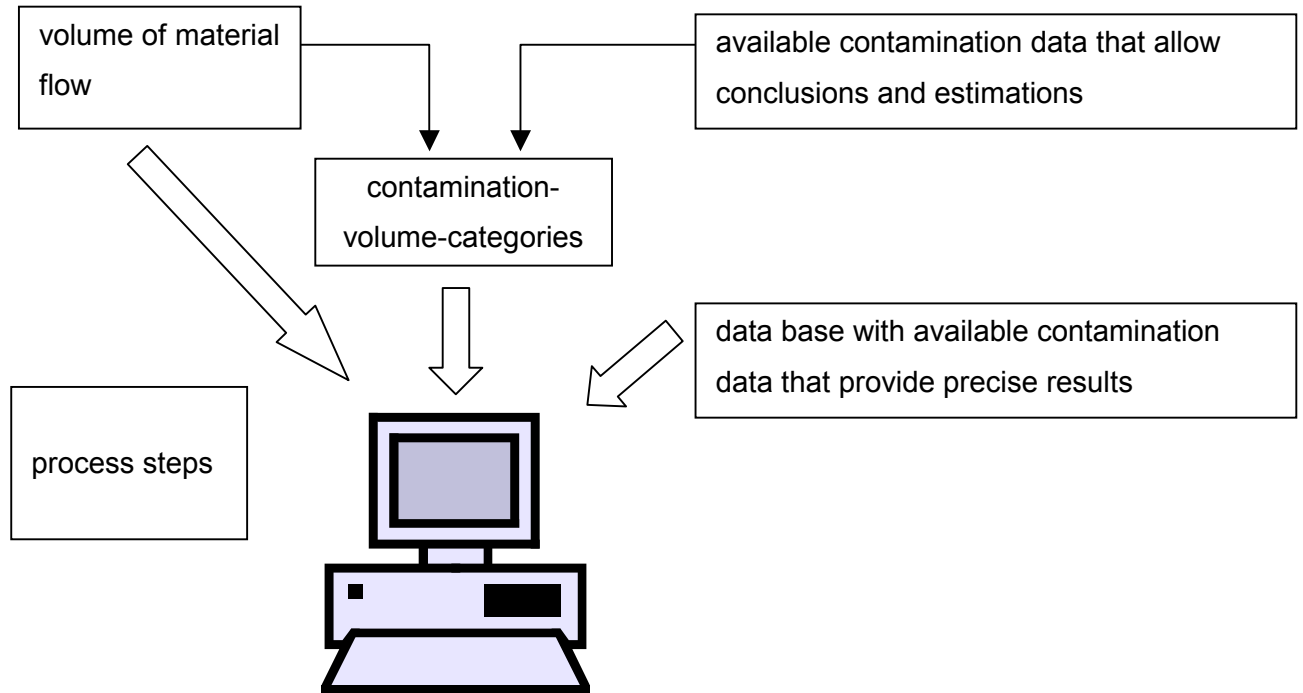 volume of material
flow
available contamination data that allow
conclusions and estimations
contamination-
volume-categories
data base with available contamination
data that provide precise results
process steps